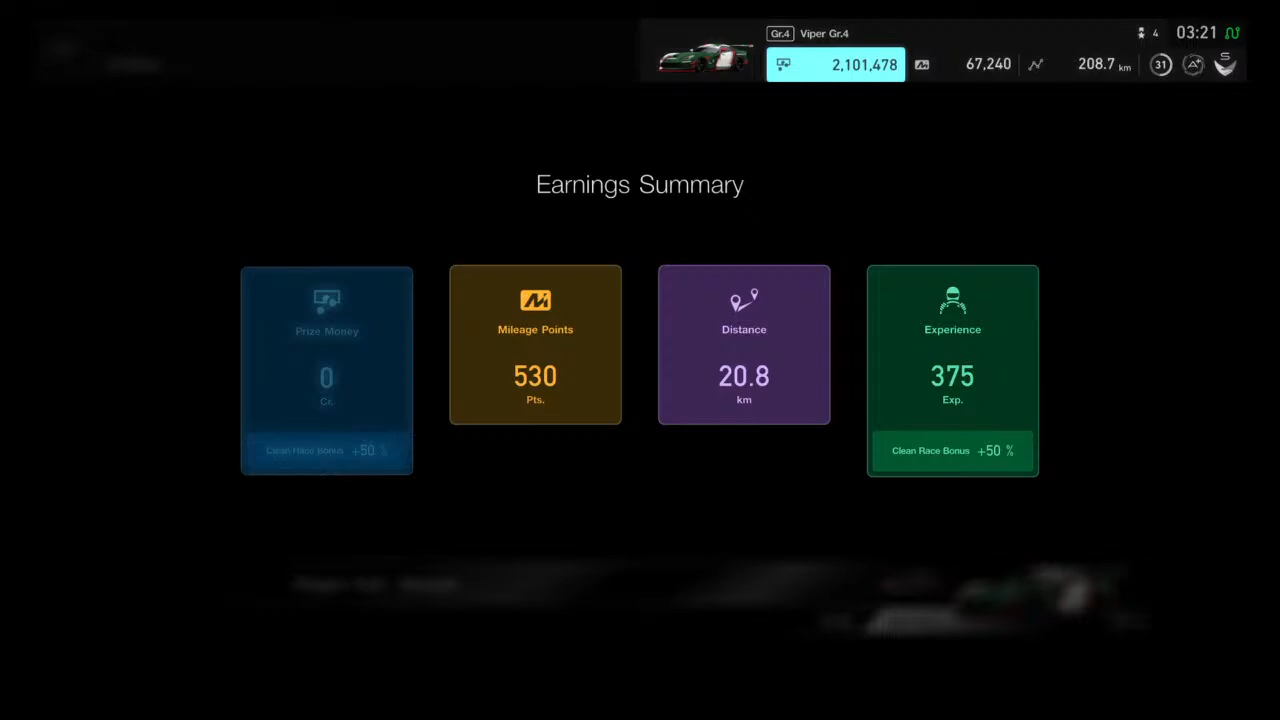 Gr.4 Viper Gr.4
4 03:21
2,101,478 67,240 208.7 km 31 S
Earnings Summary
Prize Money
0
Cr.
Clean Race Bonus +50 %
Mileage Points
530
Pts.
Distance
20.8
km
Experience
375
Exp.
Clean Race Bonus +50 %